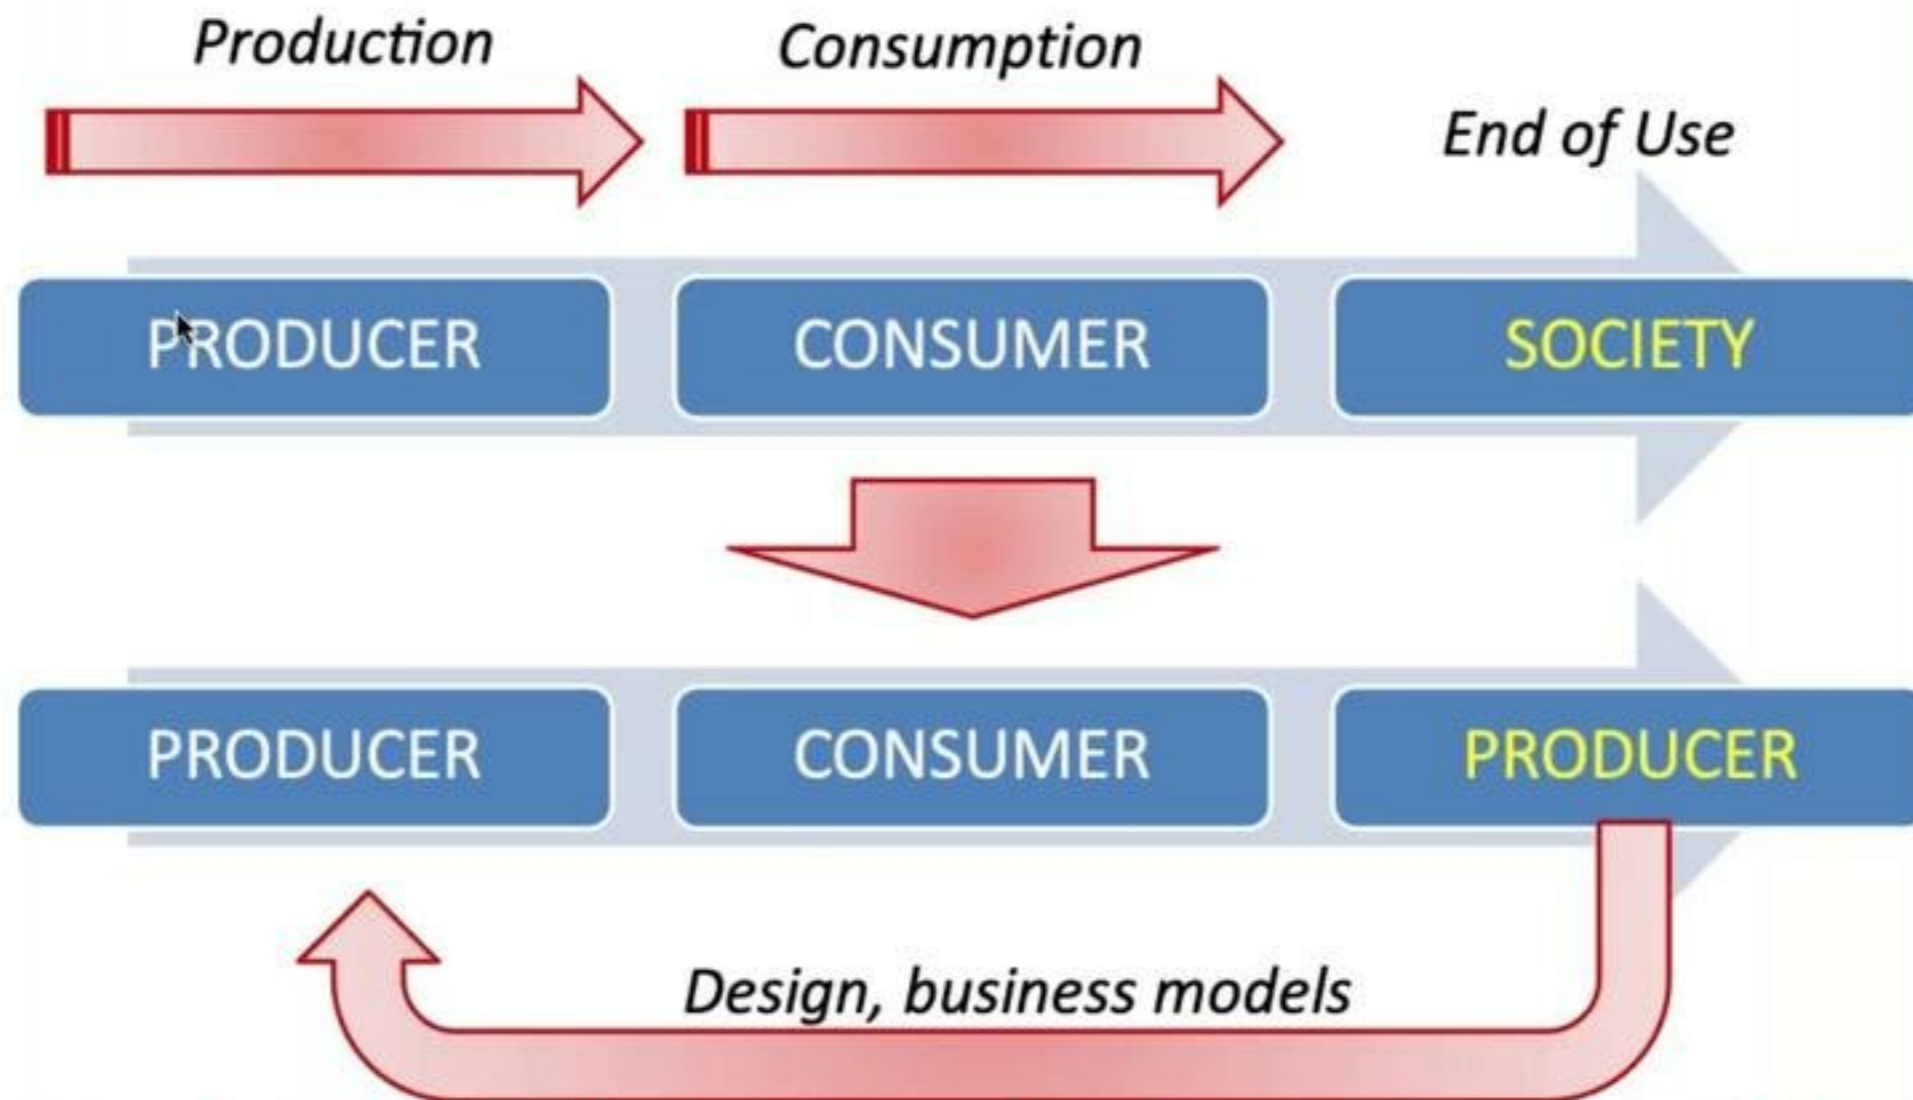 Production
Consumption
End of Use
PRODUCER
CONSUMER
SOCIETY
PRODUCER
CONSUMER
PRODUCER
Design, business models